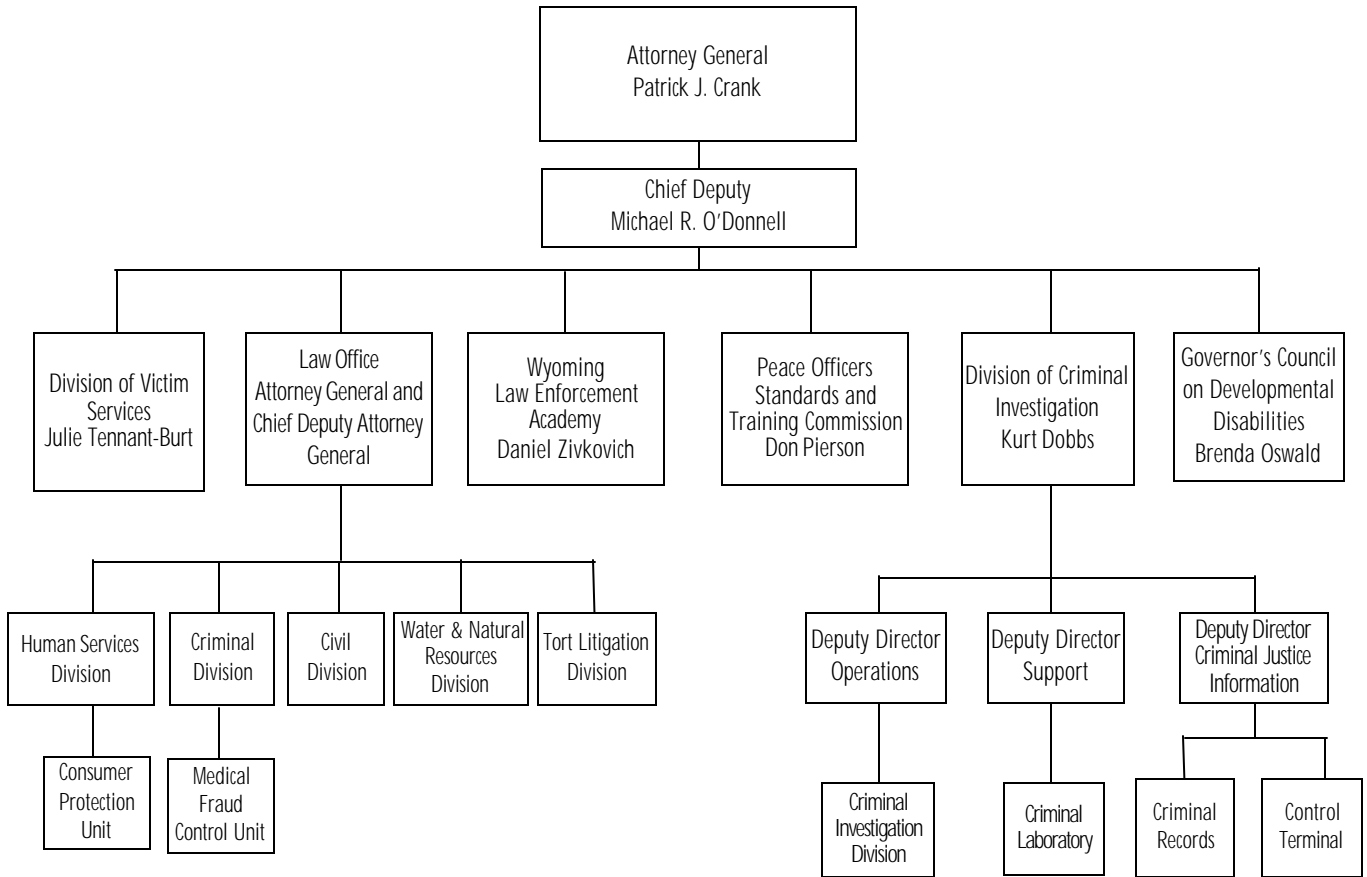 Attorney General
Patrick J. Crank
Chief Deputy
Michael R. O'Donnell
Division of Victim
Services
Julie Tennant-Burt
Law Office
Attorney General and
Chief Deputy Attorney
General
Wyoming
Law Enforcement
Academy
Daniel Zivkovich
Peace Officers
Standards and
Training Commission
Don Pierson
Division of Criminal
Investigation
Kurt Dobbs
Governor's Council
on Developmental
Disabilities
Brenda Oswald
Human Services
Division
Criminal
Division
Civil
Division
Water & Natural
Resources
Division
Tort Litigation
Division
Deputy Director
Operations
Deputy Director
Support
Deputy Director
Criminal Justice
Information
Consumer
Protection
Unit
Medical
Fraud
Control Unit
Criminal
Investigation
Division
Criminal
Laboratory
Criminal
Records
Control
Terminal